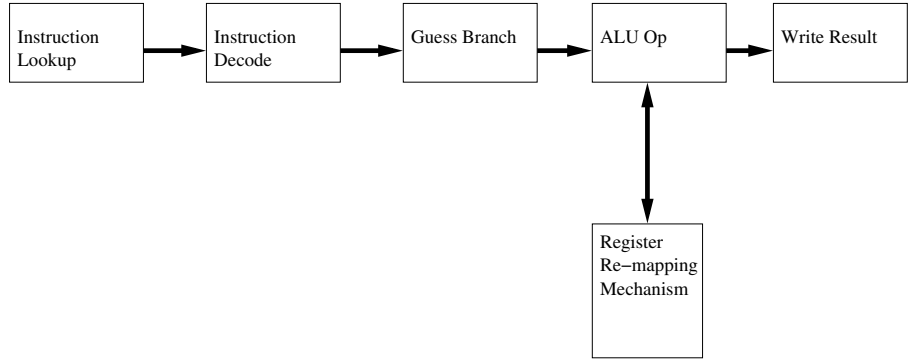 Instruction
Lookup
Instruction
Decode
Guess Branch
ALU Op
Write Result
Register
Re−mapping
Mechanism